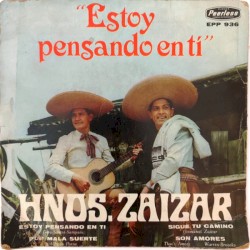 "Estoy
Peerless
EPP 936
pensando en ti"
HNOS. ZAIZAR
ESTOY PENSANDO EN TI
SIGUE TU CAMINO
POR MALA SUERTE
SON AMORES